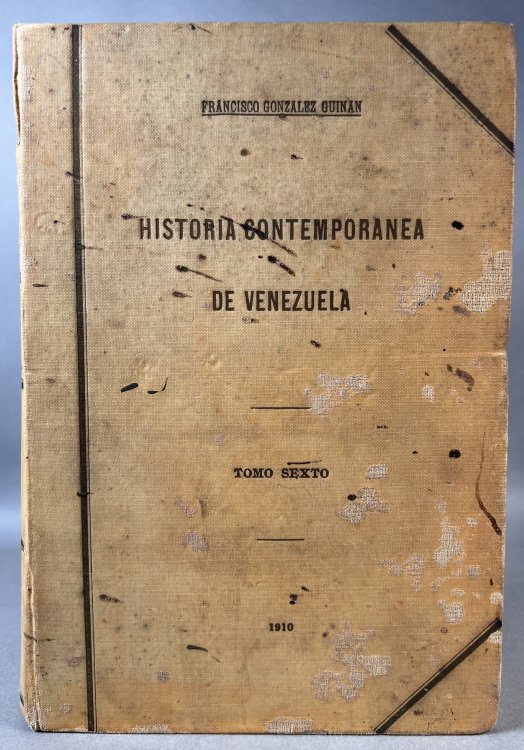 FRANCISCO GONZALEZ GUINAN
HISTORIA CONTEMPORANEA
DE VENEZUELA
TOMO SEXTO
1910